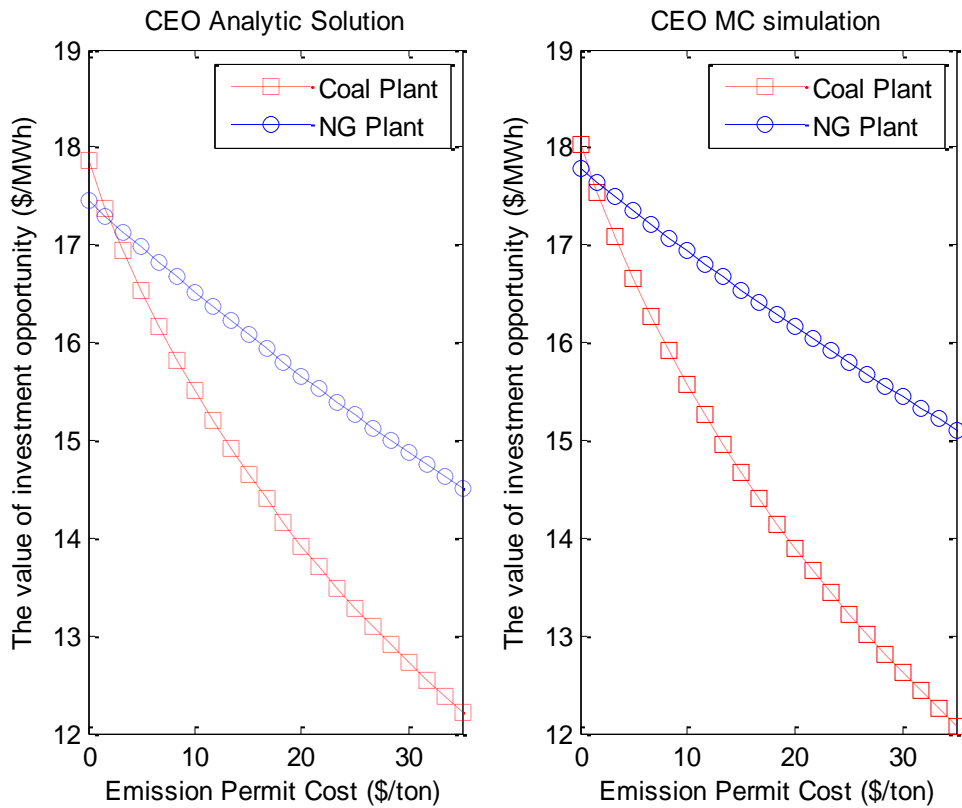 CEO Analytic Solution
The value of investment opportunity ($/MWh)
19
18
17
16
15
14
13
12
0
10
20
30
Emission Permit Cost ($/ton)
Coal Plant
NG Plant
CEO MC simulation
The value of investment opportunity ($/MWh)
19
18
17
16
15
14
13
12
0
10
20
30
Emission Permit Cost ($/ton)
Coal Plant
NG Plant